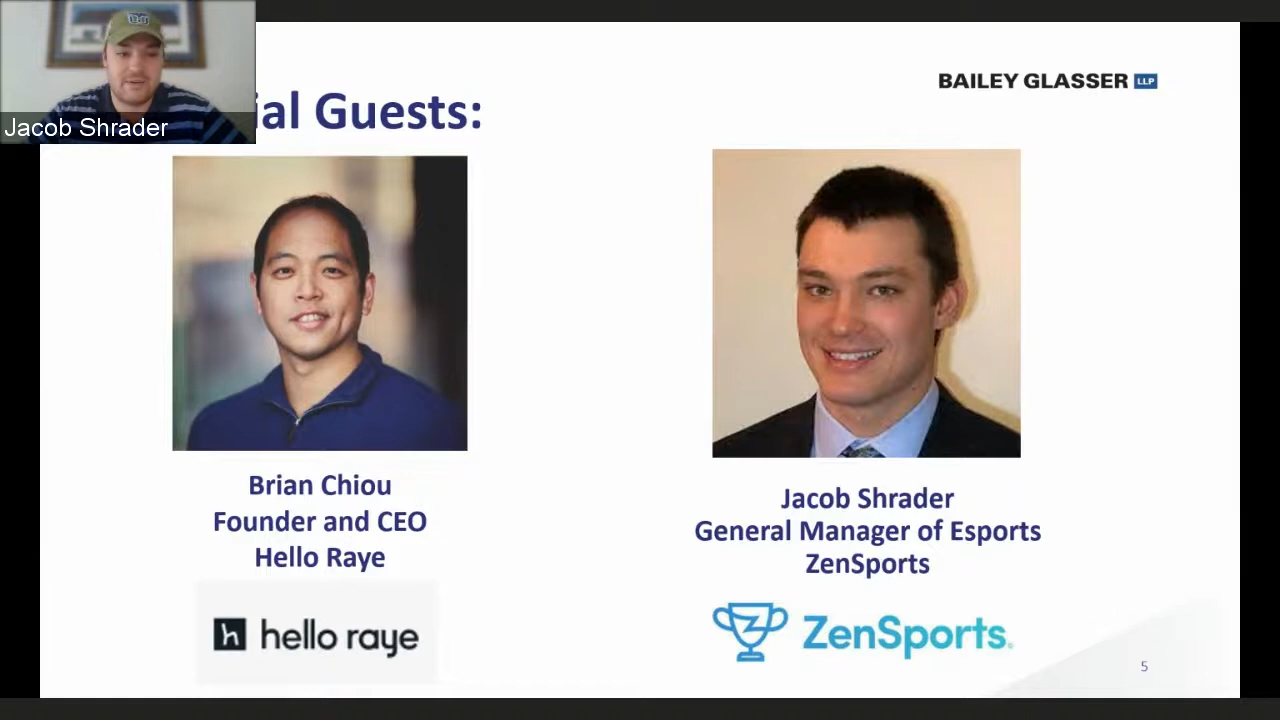 Jacob Shrader
ial Guests:
BAILEY GLASSER LLP
Brian Chiou
Founder and CEO
Hello Raye
h hello raye
Jacob Shrader
General Manager of Esports
ZenSports
Z ZenSports.
5